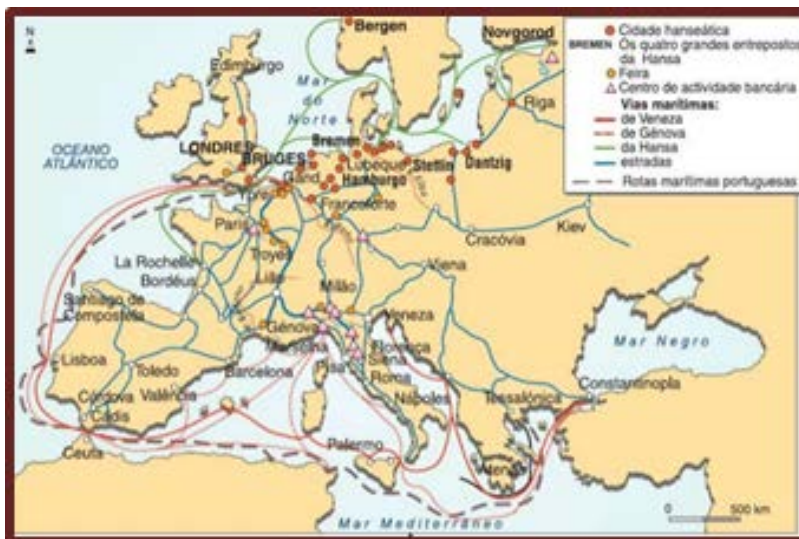 N
Bergen
Novgorod
Cidade hanseática
BREMEN Os quatro grandes entrepostos
da Hansa
Feira
Centro de actividade bancária
Vias marítimas:
de Veneza
de Génova
da Hansa
estradas
Rotas marítimas portuguesas
Edimburgo
Mar
do
Norte
Riga
OCEANO
ATLÂNTICO
LONDRES
BRUGES
Bremen
Lubeque
Stettin
Dantzig
Gand
Hamburgo
Francoforte
Paris
Troyes
Cracóvia
Kiev
La Rochelle
Bordéus
Viena
Milão
Santiago de
Compostela
Génova
Veneza
Marselha
Florença
Mar Negro
Lisboa
Toledo
Barcelona
Pisa
Siena
Roma
Constantinopla
Córdova
Valência
Nápoles
Tessalónica
Cádis
Ceuta
Palermo
Atenas
Mar Mediterrâneo
0 500 km